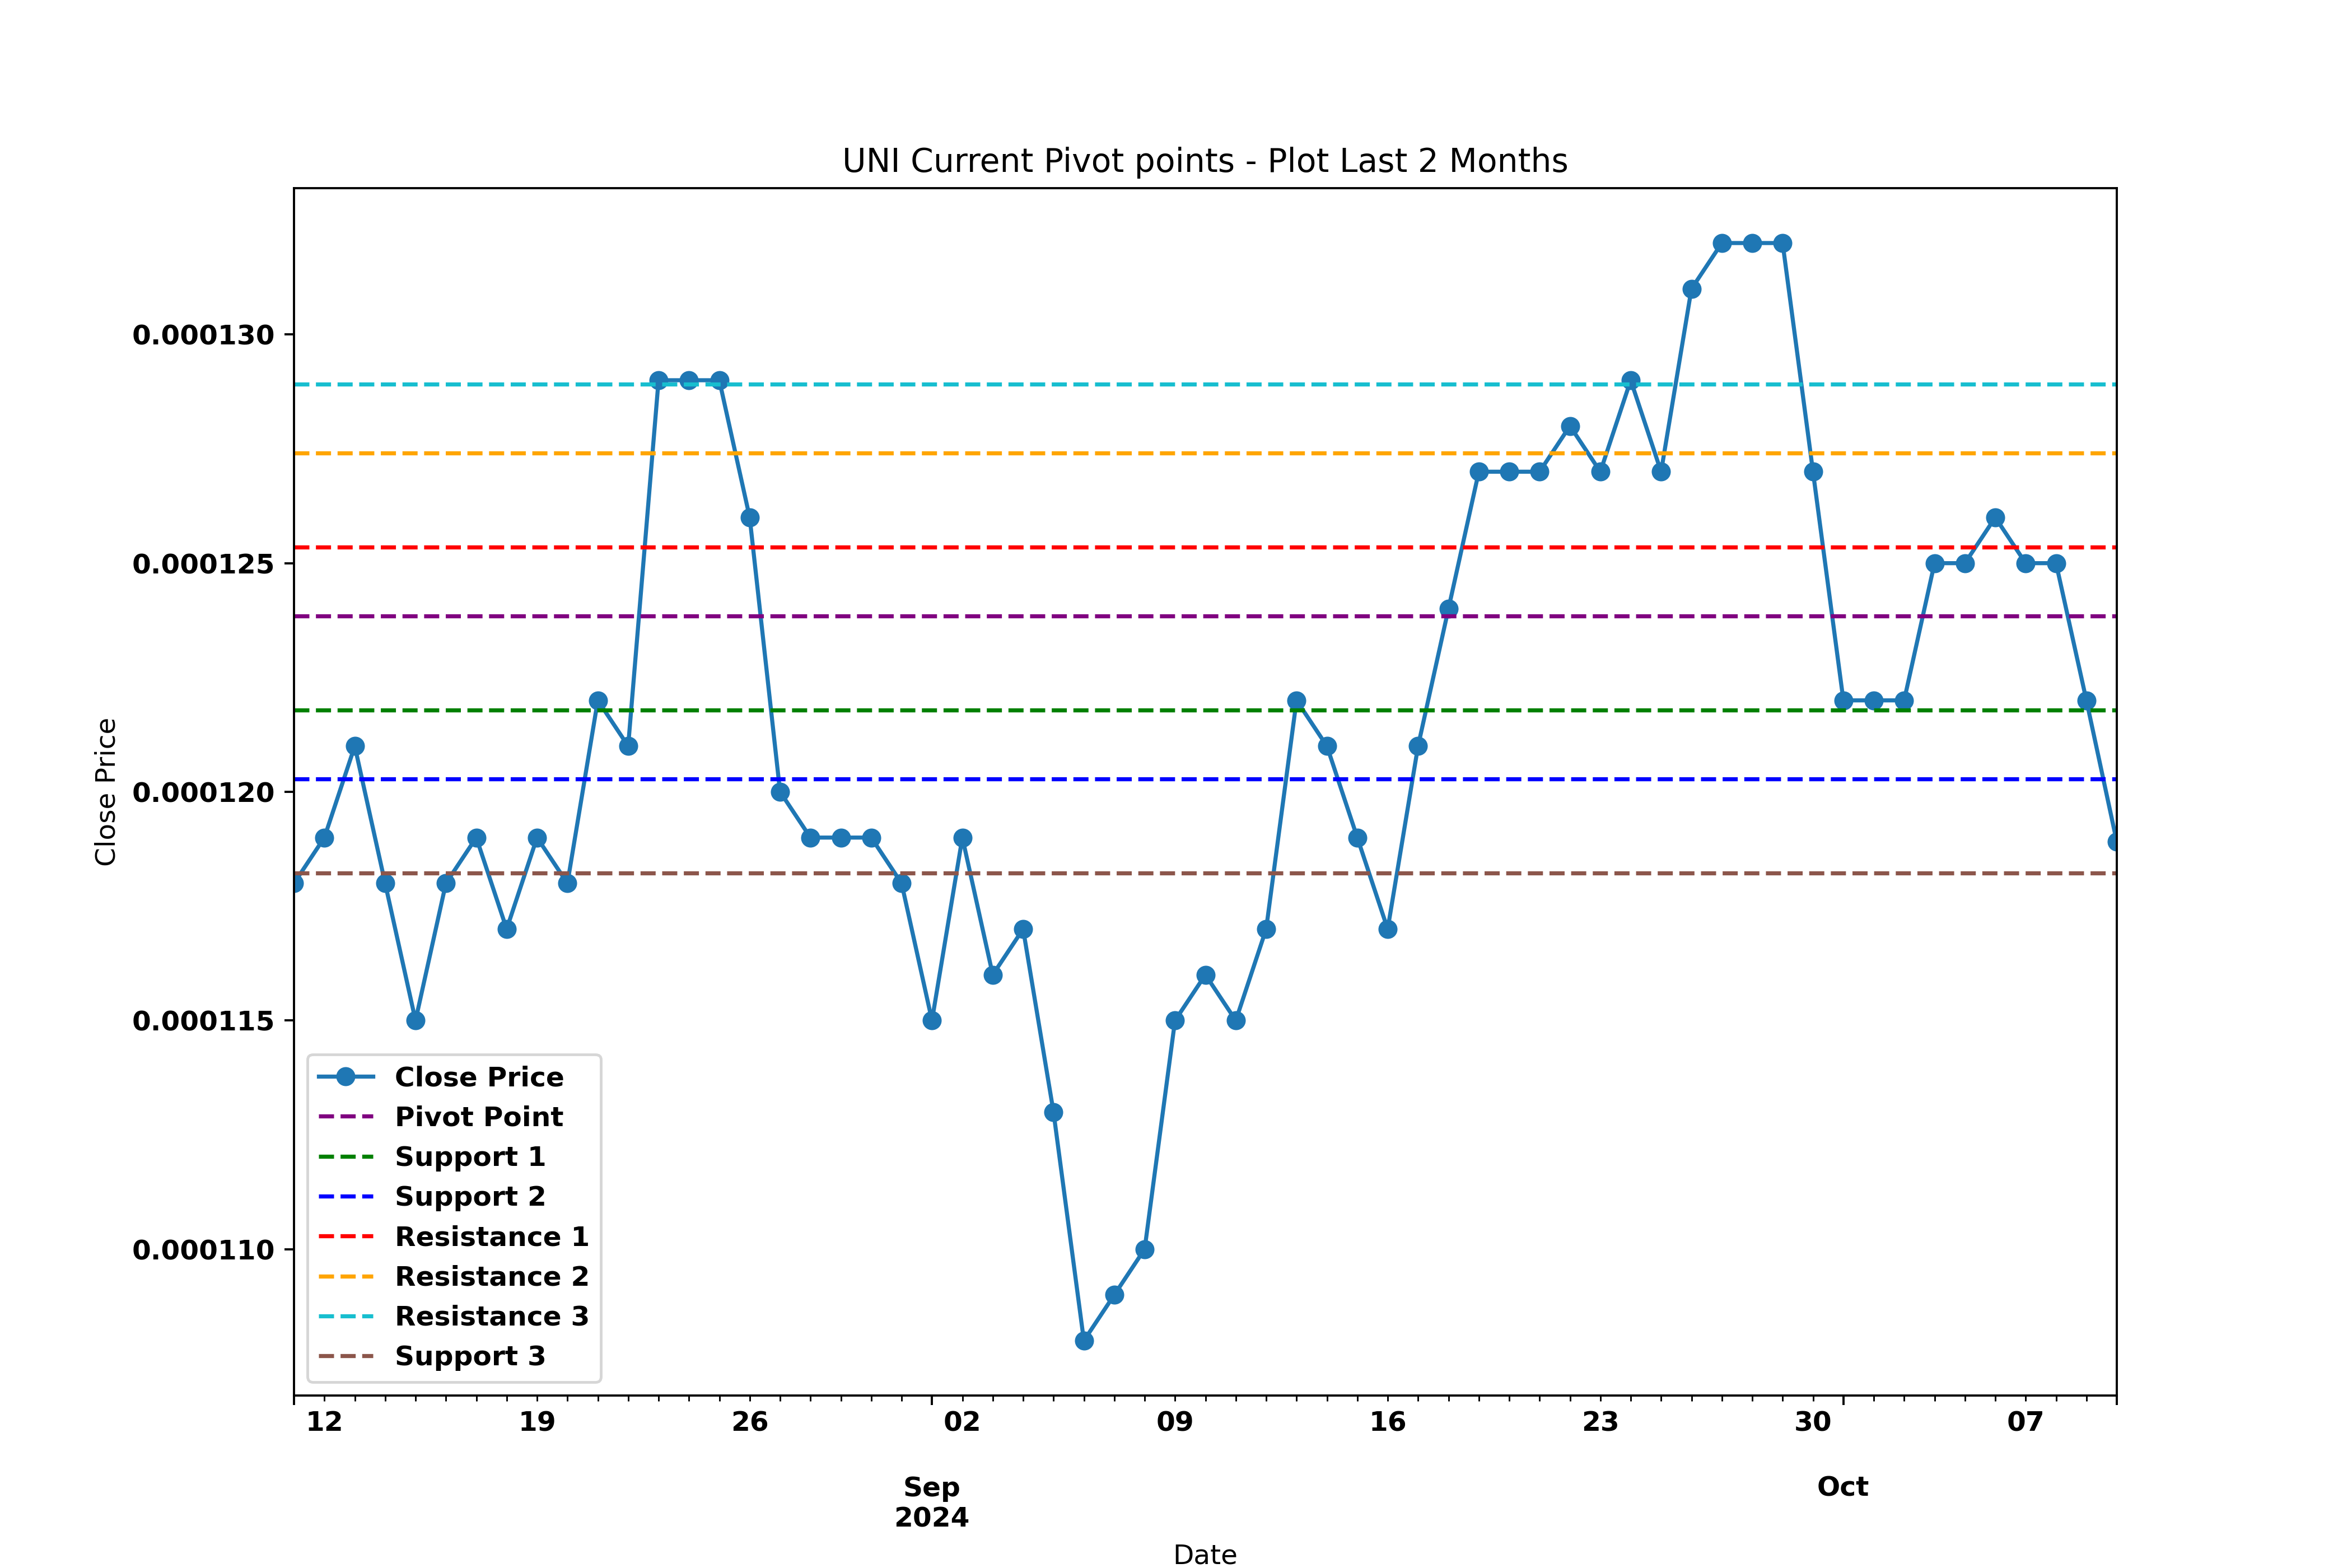 UNI Current Pivot points - Plot Last 2 Months
0.000130
0.000125
0.000120
0.000115
0.000110
Close Price
Close Price
Pivot Point
Support 1
Support 2
Resistance 1
Resistance 2
Resistance 3
Support 3
12 19 26 02 09 16 23 30 07
Sep Oct
2024
Date